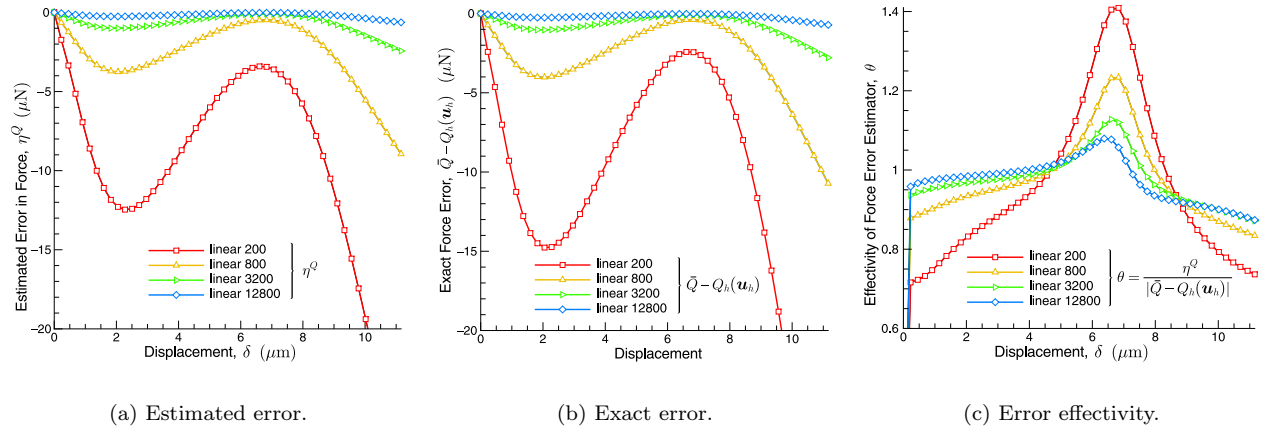 Estimated Error in Force, η^Q (μN)
0
−5
−10
−15
−20
0
2
4
6
8
10
Displacement, δ (μm)
linear 200
linear 800
linear 3200
linear 12800
η^Q
(a) Estimated error.
Exact Force Error, Q̄ − Q_h(u_h) (μN)
0
−5
−10
−15
−20
0
2
4
6
8
10
Displacement
linear 200
linear 800
linear 3200
linear 12800
Q̄ − Q_h(u_h)
(b) Exact error.
Effectivity of Force Error Estimator, θ
1.4
1.2
1
0.8
0.6
2
4
6
8
10
Displacement, δ (μm)
linear 200
linear 800
linear 3200
linear 12800
θ = η^Q / |Q̄ − Q_h(u_h)|
(c) Error effectivity.